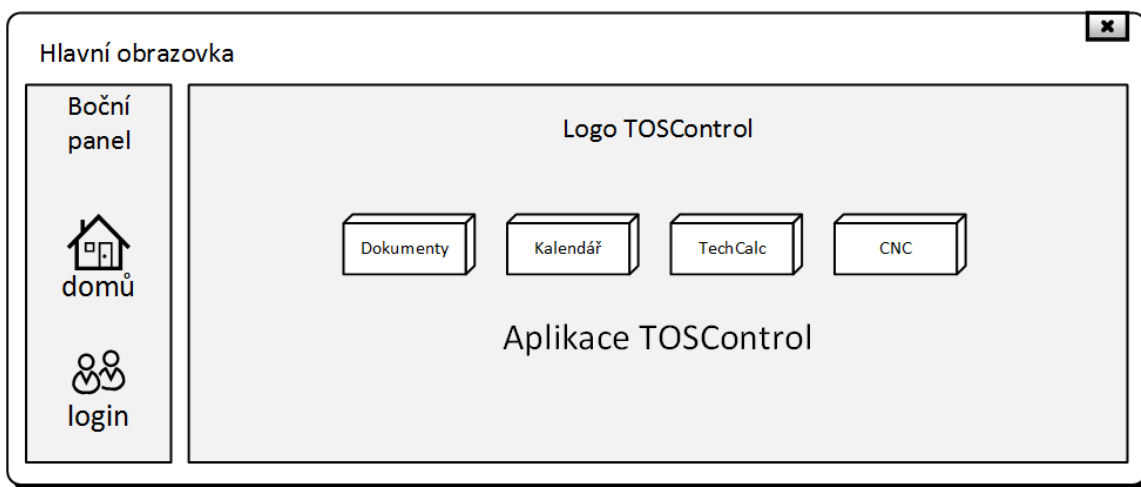 Hlavní obrazovka
Boční
panel
domů
login
Logo TOSControl
Dokumenty
Kalendář
TechCalc
CNC
Aplikace TOSControl